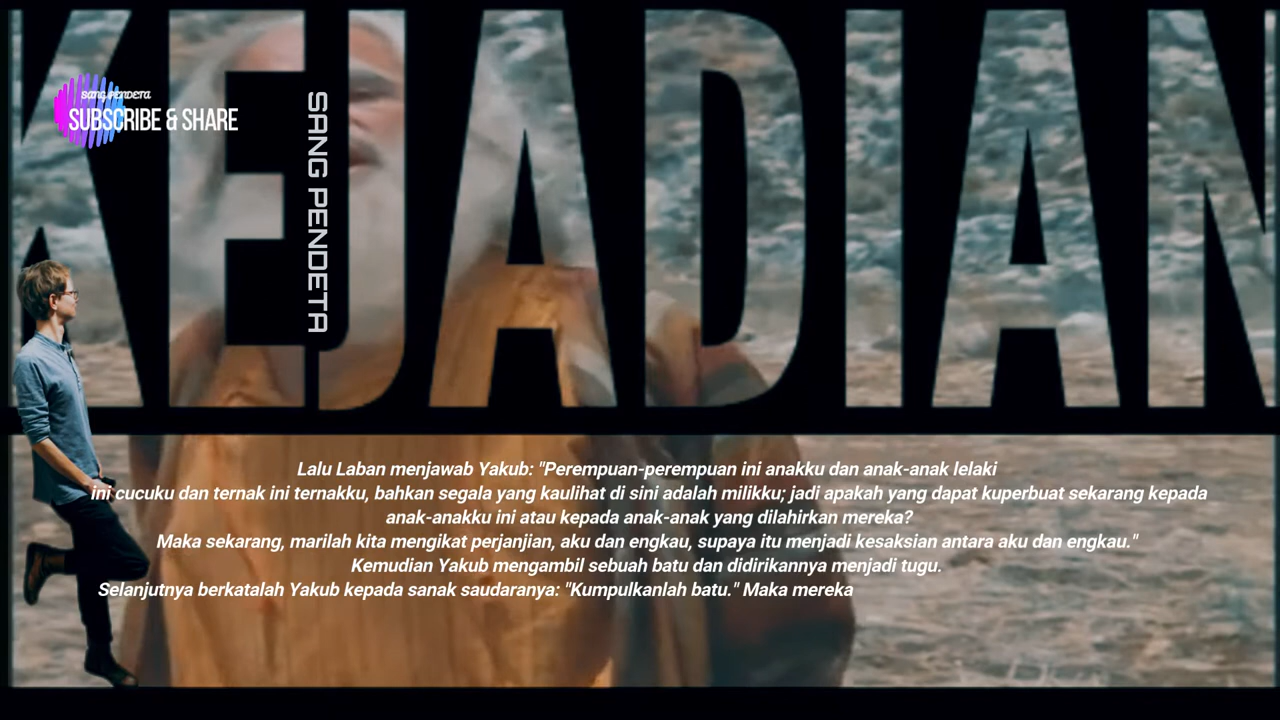 KEJADIAN
sang pendeta
SUBSCRIBE & SHARE
SANG PENDETA
Lalu Laban menjawab Yakub: "Perempuan-perempuan ini anakku dan anak-anak lelaki
ini cucuku dan ternak ini ternakku, bahkan segala yang kaulihat di sini adalah milikku; jadi apakah yang dapat kuperbuat sekarang kepada
anak-anakku ini atau kepada anak-anak yang dilahirkan mereka?
Maka sekarang, marilah kita mengikat perjanjian, aku dan engkau, supaya itu menjadi kesaksian antara aku dan engkau."
Kemudian Yakub mengambil sebuah batu dan didirikannya menjadi tugu.
Selanjutnya berkatalah Yakub kepada sanak saudaranya: "Kumpulkanlah batu." Maka mereka